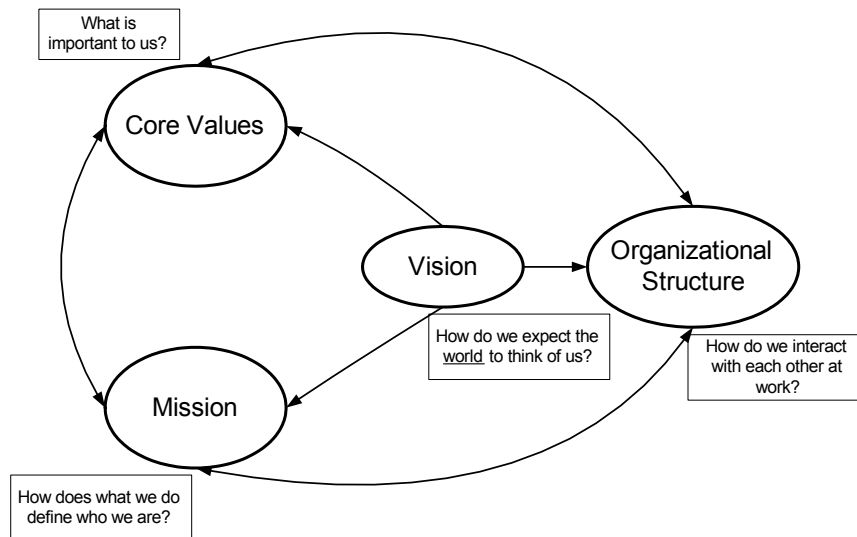 What is
important to us?
Core Values
Vision
Organizational
Structure
How do we expect the
world to think of us?
How do we interact
with each other at
work?
Mission
How does what we do
define who we are?